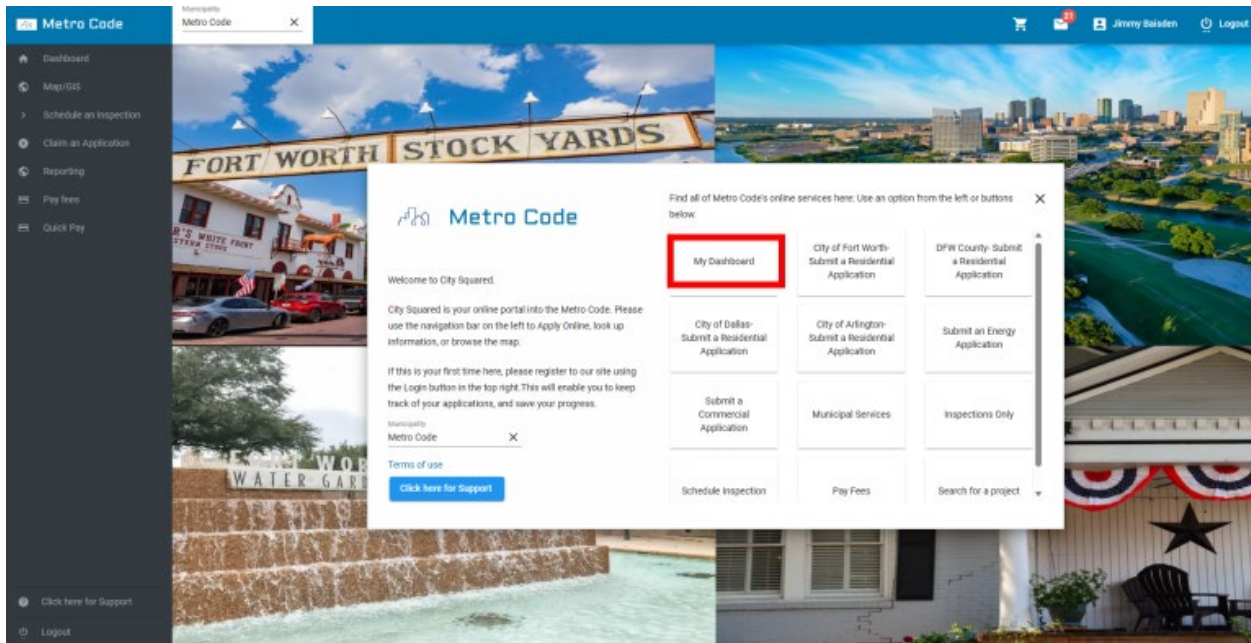 Metro Code
Municipality
Metro Code
21
Jimmy Baisden
Logout
Dashboard
Map/GIS
Schedule an Inspection
Claim an Application
Reporting
Pay fees
Quick Pay
Click here for Support
Logout
FORT WORTH STOCK YARDS
WHITE FRONT
WESTERN STORE
WATER GAR
Metro Code
Welcome to City Squared.
City Squared is your online portal into the Metro Code. Please
use the navigation bar on the left to Apply Online, look up
information, or browse the map.
If this is your first time here, please register to our site using
the Login button in the top right.This will enable you to keep
track of your applications, and save your progress.
Municipality
Metro Code
Terms of use
Click here for Support
Find all of Metro Code's online services here: Use an option from the left or buttons
below.
My Dashboard
City of Fort Worth-
Submit a Residential
Application
DFW County- Submit
a Residential
Application
City of Dallas-
Submit a Residential
Application
City of Arlington-
Submit a Residential
Application
Submit an Energy
Application
Submit a
Commercial
Application
Municipal Services
Inspections Only
Schedule Inspection
Pay Fees
Search for a project